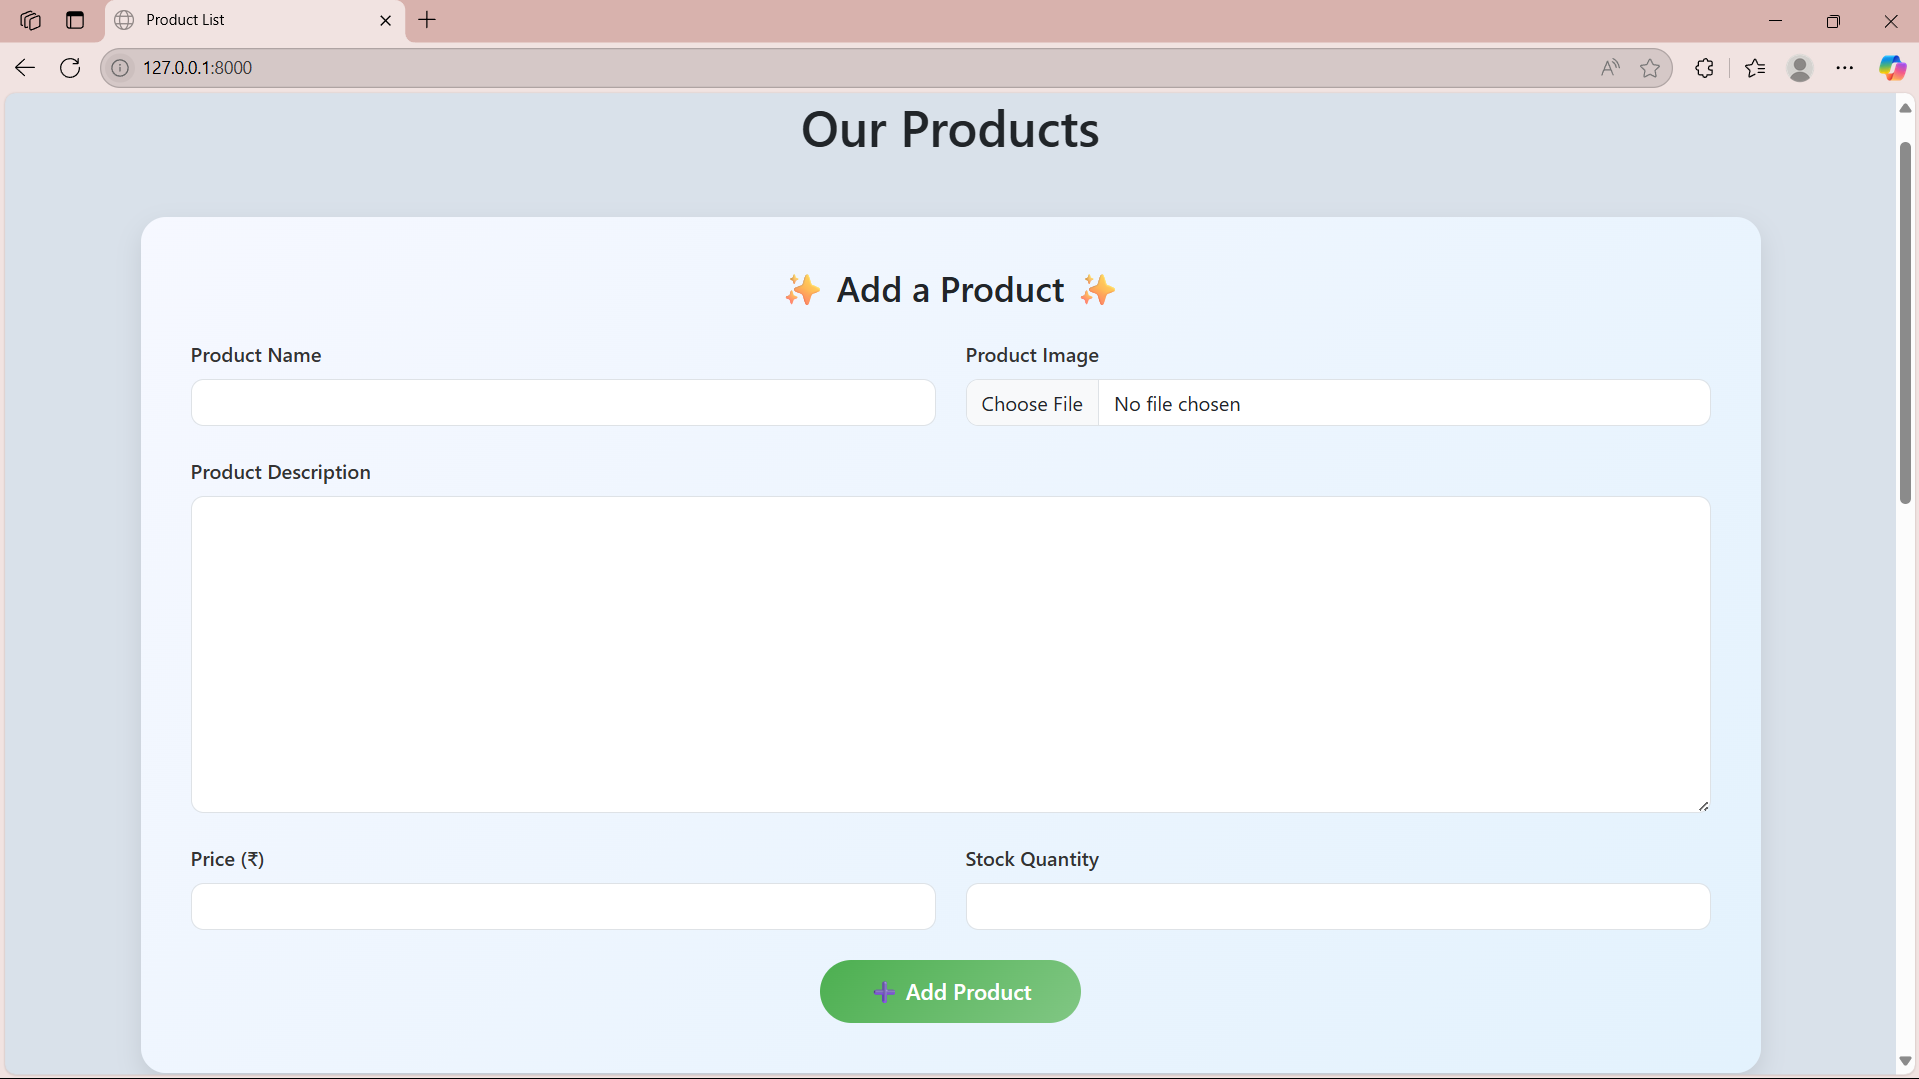 Product List
127.0.0.1:8000
Our Products
✨ Add a Product ✨
Product Name
Product Image
Choose File No file chosen
Product Description
Price (₹)
Stock Quantity
➕ Add Product